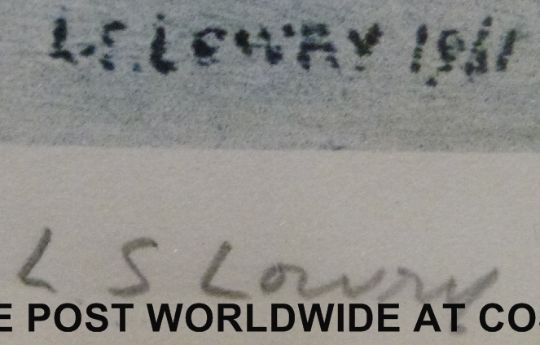 L.S.LOWRY 1961
L S Lowry
E POST WORLDWIDE AT CO